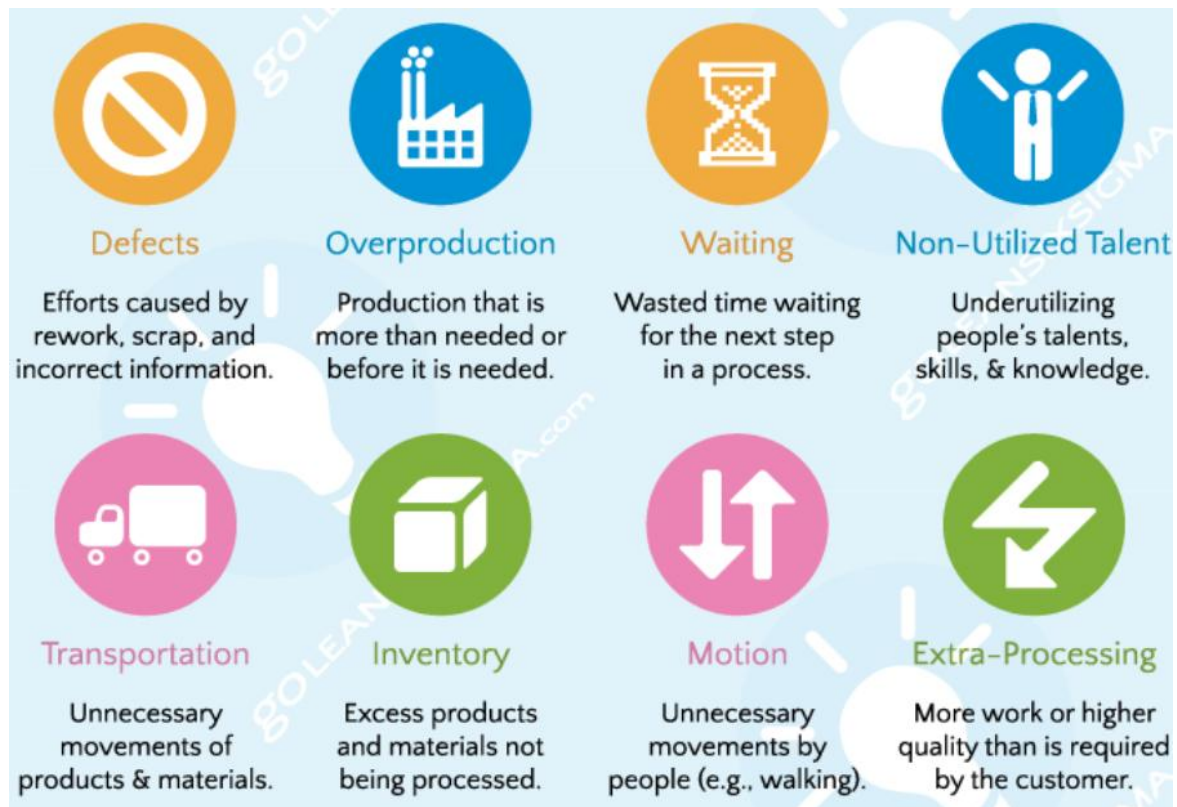 Defects
Efforts caused by
rework, scrap, and
incorrect information.
Overproduction
Production that is
more than needed or
before it is needed.
Waiting
Wasted time waiting
for the next step
in a process.
Non-Utilized Talent
Underutilizing
people's talents,
skills, & knowledge.
Transportation
Unnecessary
movements of
products & materials.
Inventory
Excess products
and materials not
being processed.
Motion
Unnecessary
movements by
people (e.g., walking).
Extra-Processing
More work or higher
quality than is required
by the customer.